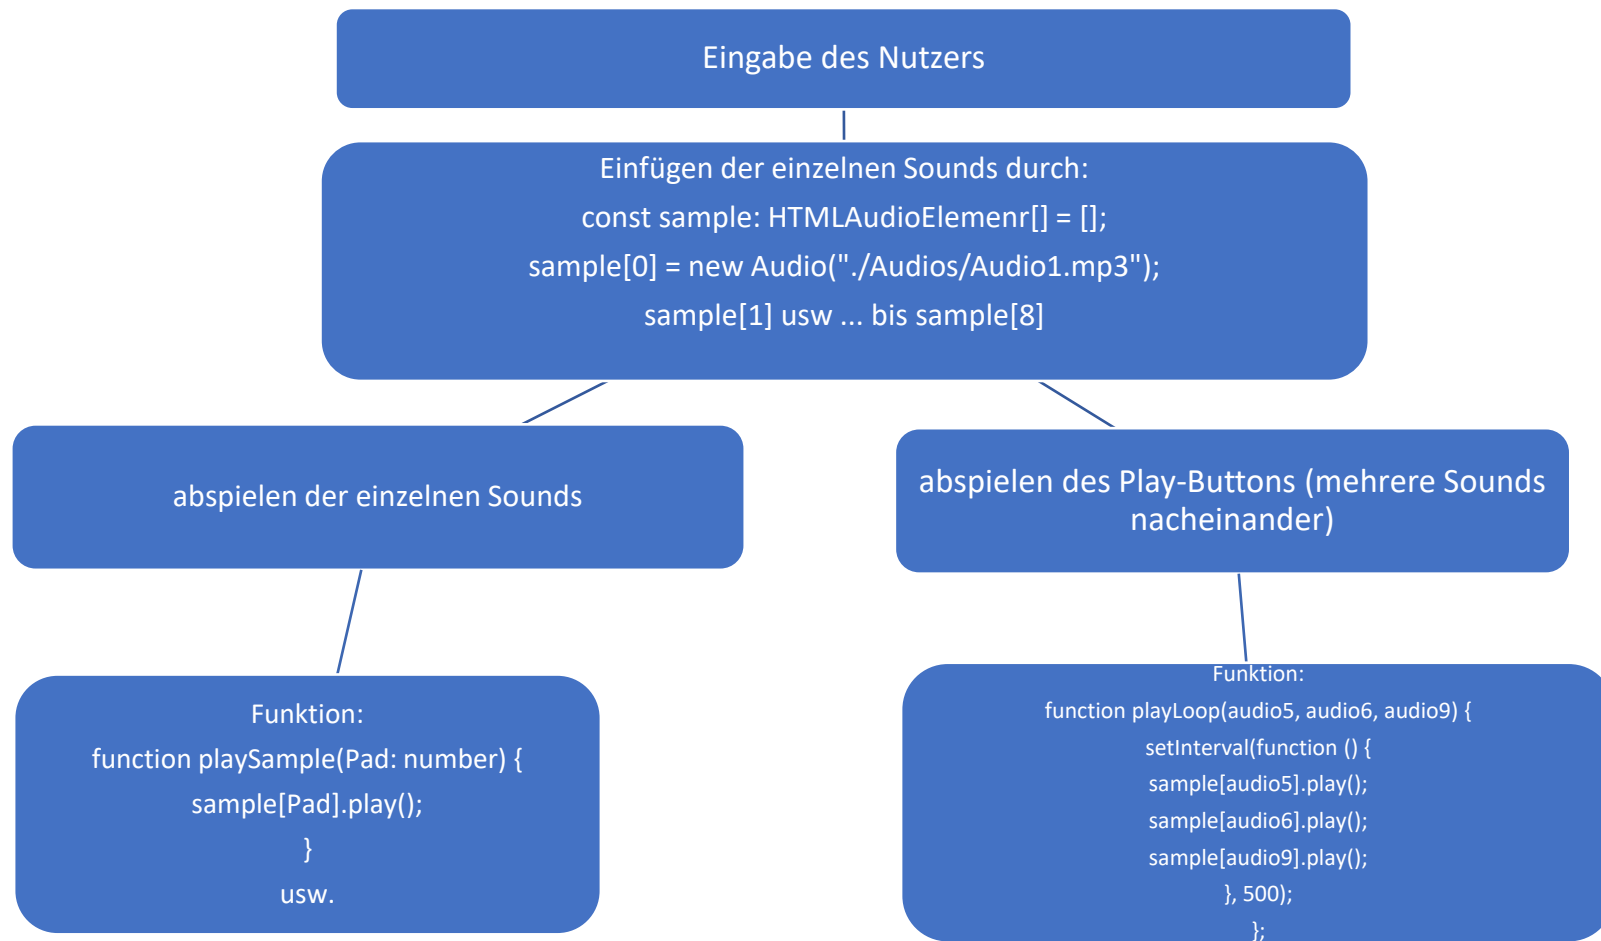 Eingabe des Nutzers
Einfügen der einzelnen Sounds durch:
const sample: HTMLAudioElemenr[] = [];
sample[0] = new Audio("./Audios/Audio1.mp3");
sample[1] usw ... bis sample[8]
abspielen der einzelnen Sounds
abspielen des Play-Buttons (mehrere Sounds
nacheinander)
Funktion:
function playSample(Pad: number) {
sample[Pad].play();
}
usw.
Funktion:
function playLoop(audio5, audio6, audio9) {
setInterval(function () {
sample[audio5].play();
sample[audio6].play();
sample[audio9].play();
}, 500);
};